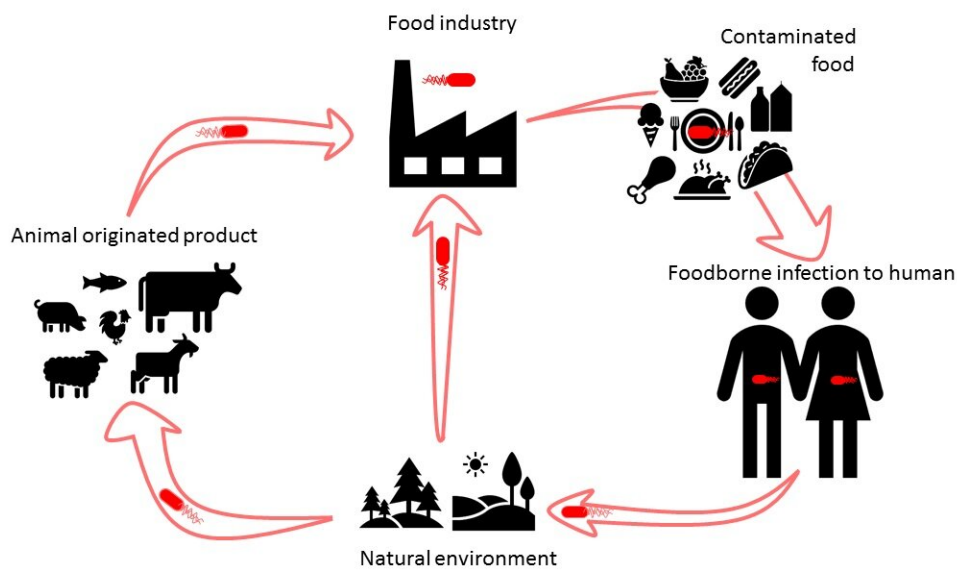 Food industry
Contaminated
food
Animal originated product
Foodborne infection to human
Natural environment